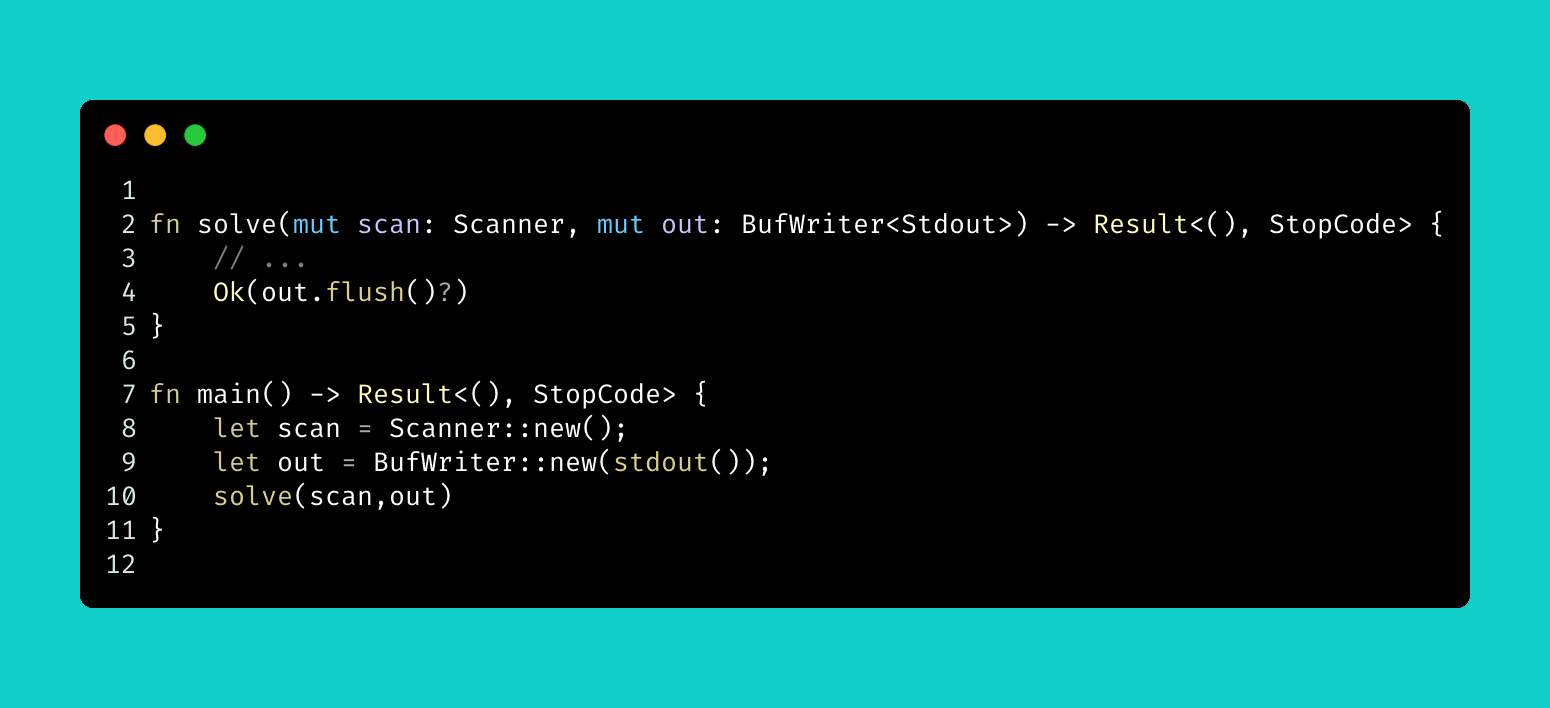 1
2 fn solve(mut scan: Scanner, mut out: BufWriter<Stdout>) -> Result<(), StopCode> {
3     // ...
4     Ok(out.flush()?)
5 }
6
7 fn main() -> Result<(), StopCode> {
8     let scan = Scanner::new();
9     let out = BufWriter::new(stdout());
10     solve(scan,out)
11 }
12